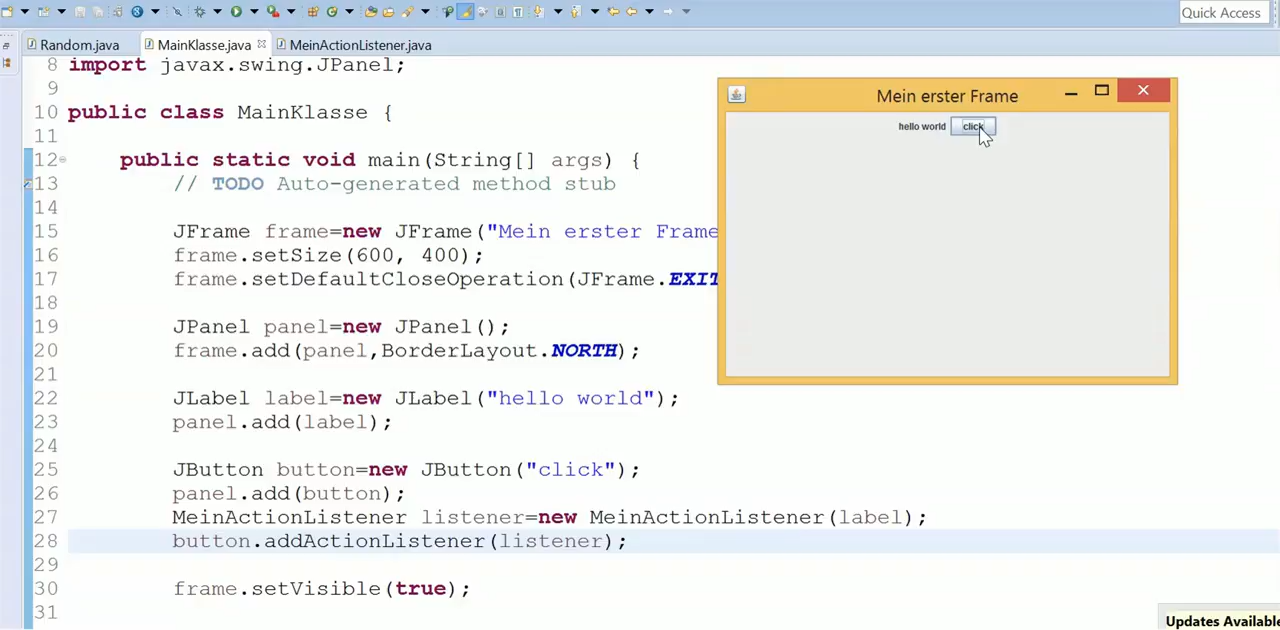 Quick Access
Random.java
MainKlasse.java
MeinActionListener.java
8 import javax.swing.JPanel;
9
10 public class MainKlasse {
11
12 public static void main(String[] args) {
13 // TODO Auto-generated method stub
14
15 JFrame frame=new JFrame("Mein erster Frame
16 frame.setSize(600, 400);
17 frame.setDefaultCloseOperation(JFrame.EXIT
18
19 JPanel panel=new JPanel();
20 frame.add(panel,BorderLayout.NORTH);
21
22 JLabel label=new JLabel("hello world");
23 panel.add(label);
24
25 JButton button=new JButton("click");
26 panel.add(button);
27 MeinActionListener listener=new MeinActionListener(label);
28 button.addActionListener(listener);
29
30 frame.setVisible(true);
31
Mein erster Frame
hello world click
Updates Available